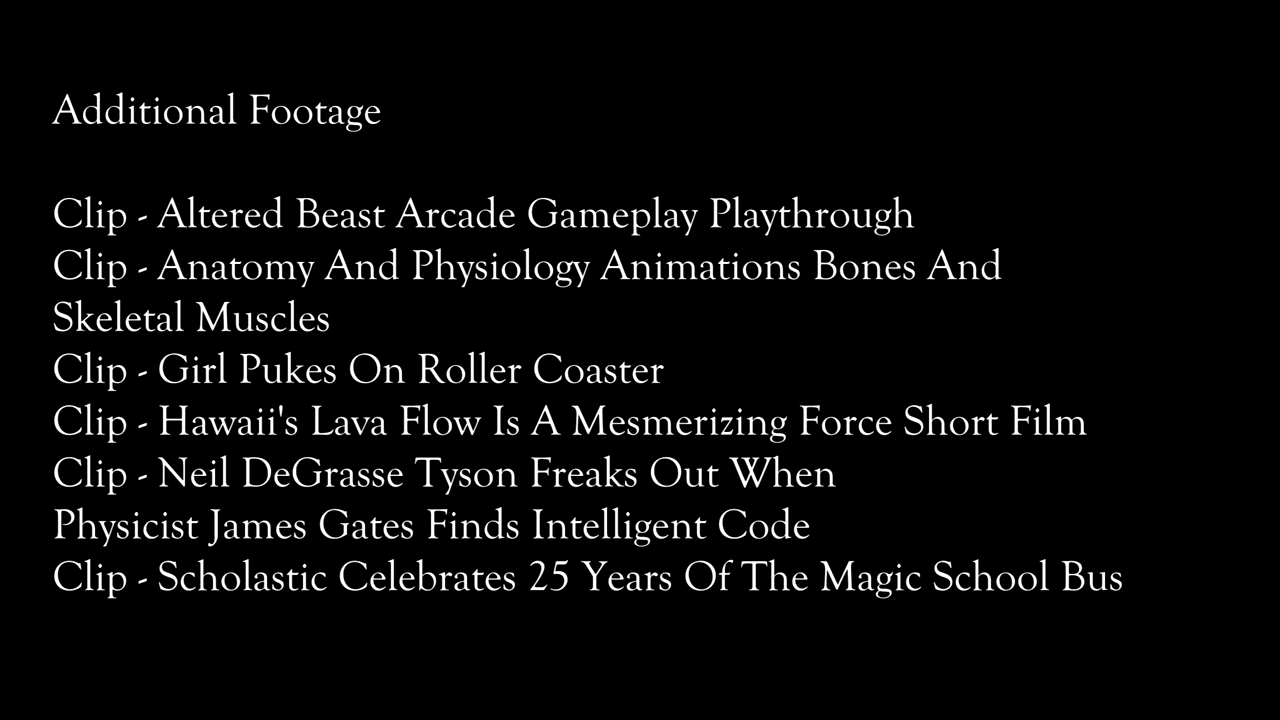 Additional Footage
Clip - Altered Beast Arcade Gameplay Playthrough
Clip - Anatomy And Physiology Animations Bones And
Skeletal Muscles
Clip - Girl Pukes On Roller Coaster
Clip - Hawaii's Lava Flow Is A Mesmerizing Force Short Film
Clip - Neil DeGrasse Tyson Freaks Out When
Physicist James Gates Finds Intelligent Code
Clip - Scholastic Celebrates 25 Years Of The Magic School Bus